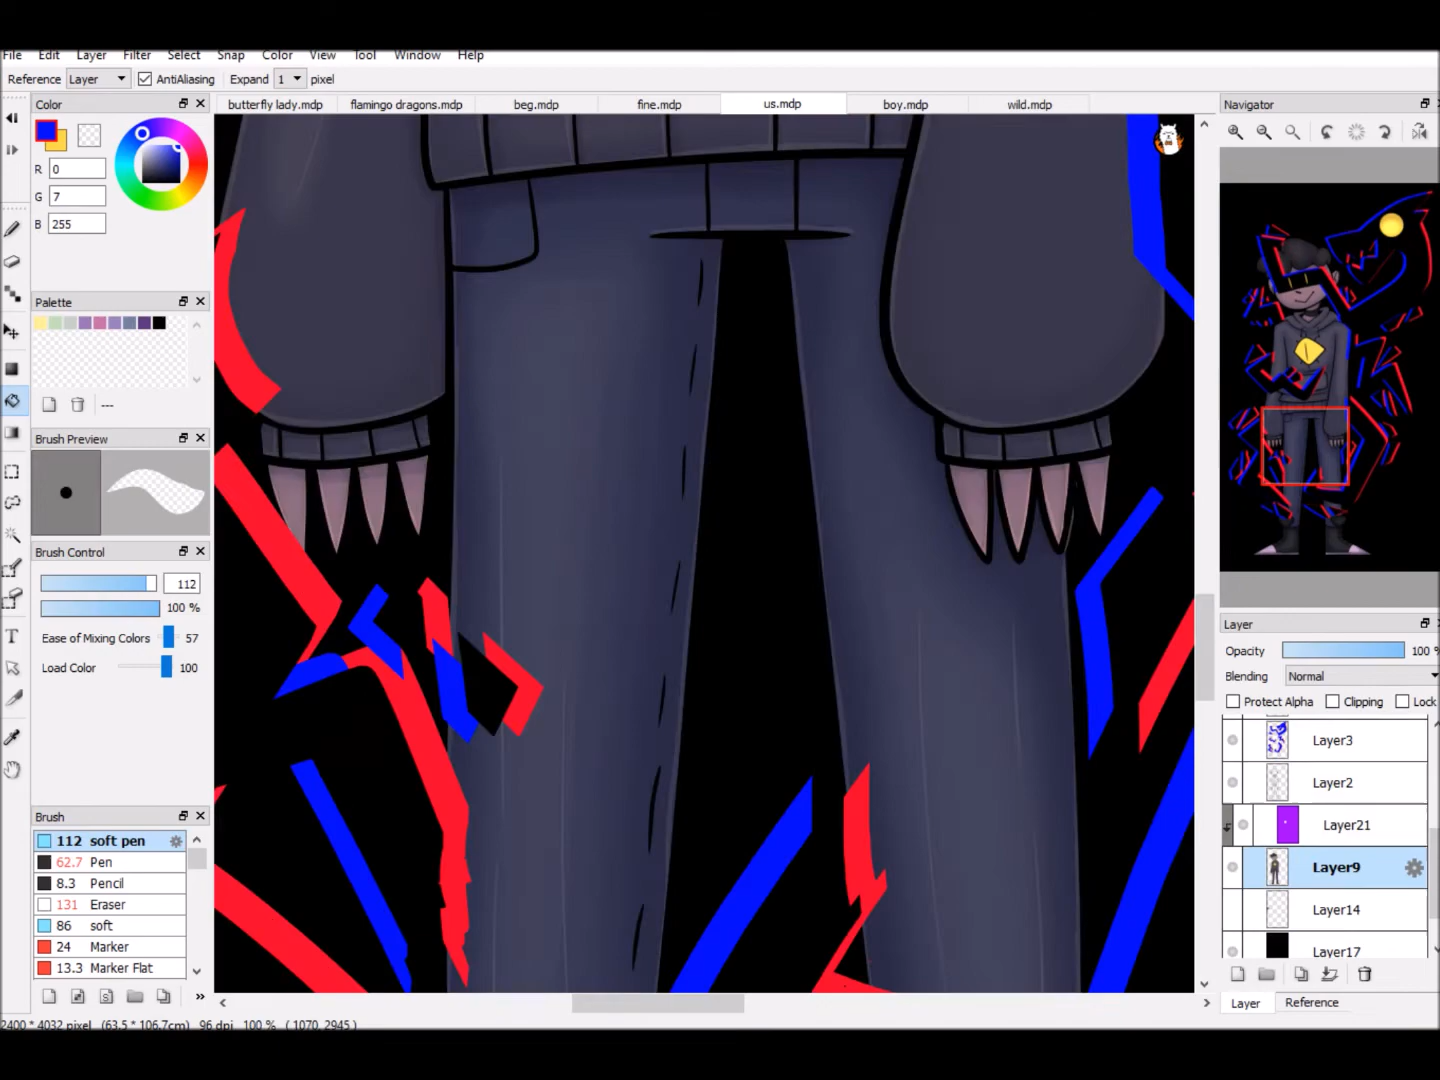 File Edit Layer Filter Select Snap Color View Tool Window Help
Reference Layer AntiAliasing Expand 1 pixel
Color
butterfly lady.mdp flamingo dragons.mdp beg.mdp fine.mdp us.mdp boy.mdp wild.mdp
Navigator
R 0
G 7
B 255
Palette
---
Brush Preview
Brush Control
112
100 %
Ease of Mixing Colors 57
Load Color 100
Brush
112 soft pen
62.7 Pen
8.3 Pencil
131 Eraser
86 soft
24 Marker
13.3 Marker Flat
T
Layer
Opacity 100 %
Blending Normal
Protect Alpha Clipping Lock
Layer3
Layer2
Layer21
Layer9
Layer14
Layer17
Layer Reference
2400 * 4032 pixel (63.5 * 106.7cm) 96 dpi 100 % ( 1070, 2945)